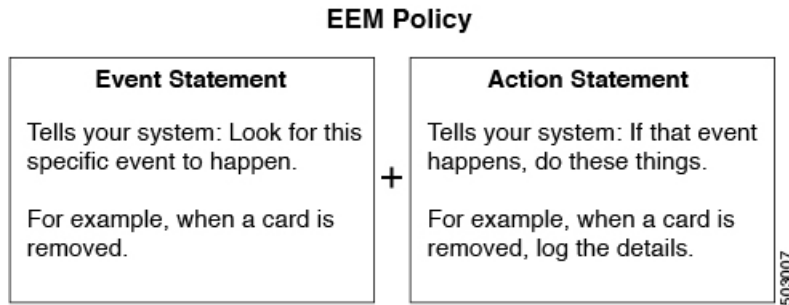 EEM Policy
Event Statement
Tells your system: Look for this
specific event to happen.
For example, when a card is
removed.
+
Action Statement
Tells your system: If that event
happens, do these things.
For example, when a card is
removed, log the details.
503007